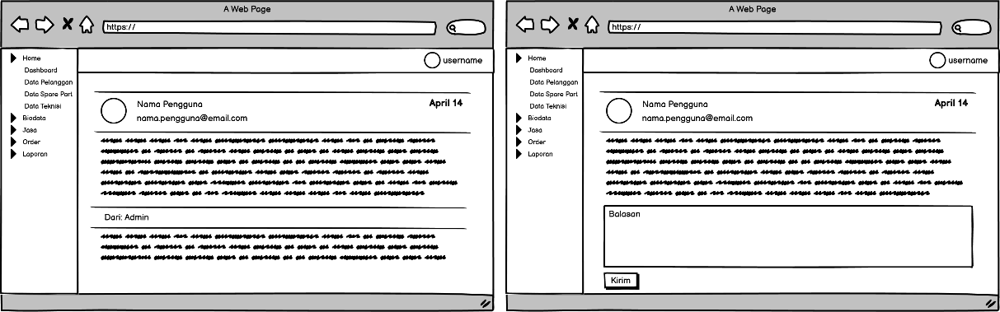 A Web Page
https://
username
Home
Dashboard
Data Pelanggan
Data Spare Part
Data Teknisi
Biodata
Jasa
Order
Laporan
Nama Pengguna
April 14
nama.pengguna@email.com
Dari: Admin
A Web Page
https://
username
Home
Dashboard
Data Pelanggan
Data Spare Part
Data Teknisi
Biodata
Jasa
Order
Laporan
Nama Pengguna
April 14
nama.pengguna@email.com
Balasan
Kirim